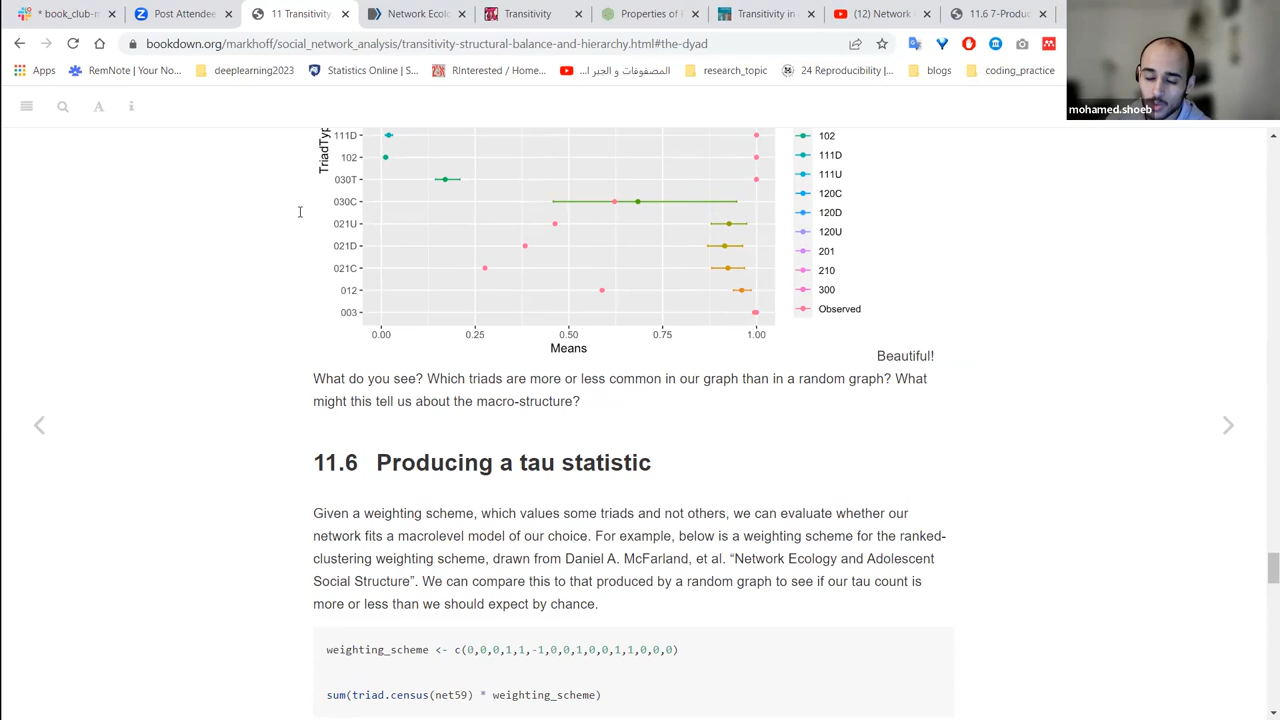 * book_club-m
Post Attendee
11 Transitivity,
Network Ecolo
Transitivity
Properties of R
Transitivity in
(12) Network
11.6 7-Produc
bookdown.org/markhoff/social_network_analysis/transitivity-structural-balance-and-hierarchy.html#the-dyad
Apps
RemNote | Your No...
deeplearning2023
Statistics Online | S...
RInterested / Home...
المصفوفات و الجبر ا...
research_topic
24 Reproducibility...
blogs
coding_practice
mohamed.shoeb
TriadTyp
111D
102
030T
030C
021U
021D
021C
012
003
0.00 0.25 0.50 0.75 1.00
Means
102
111D
111U
120C
120D
120U
201
210
300
Observed
Beautiful!
What do you see? Which triads are more or less common in our graph than in a random graph? What
might this tell us about the macro-structure?
11.6 Producing a tau statistic
Given a weighting scheme, which values some triads and not others, we can evaluate whether our
network fits a macrolevel model of our choice. For example, below is a weighting scheme for the ranked-
clustering weighting scheme, drawn from Daniel A. McFarland, et al. “Network Ecology and Adolescent
Social Structure”. We can compare this to that produced by a random graph to see if our tau count is
more or less than we should expect by chance.
weighting_scheme <- c(0,0,0,1,1,-1,0,0,1,0,0,1,1,0,0,0)
sum(triad.census(net59) * weighting_scheme)